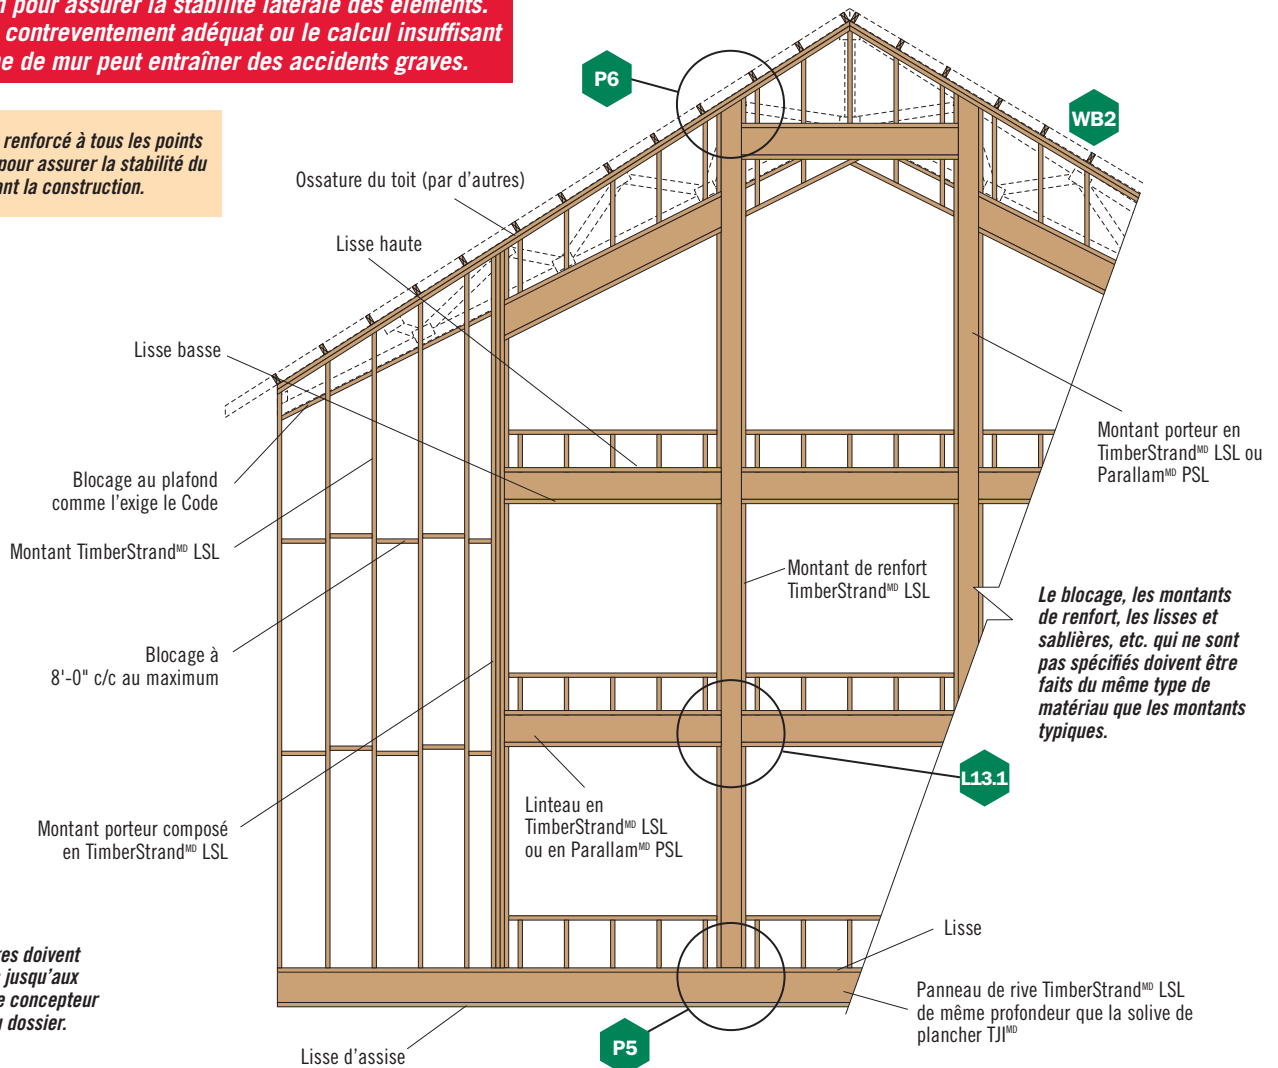 n pour assurer la stabilité latérale des éléments.
contreventement adéquat ou le calcul insuffisant
de mur peut entraîner des accidents graves.
P6
WB2
renforcé à tous les points
pour assurer la stabilité du
ant la construction.
Ossature du toit (par d'autres)
Lisse haute
Lisse basse
Montant porteur en
TimberStrandMD LSL ou
ParallamMD PSL
Blocage au plafond
comme l'exige le Code
Montant TimberStrandMD LSL
Montant de renfort
TimberStrandMD LSL
Le blocage, les montants
de renfort, les lisses et
sablières, etc. qui ne sont
pas spécifiés doivent être
faits du même type de
matériau que les montants
typiques.
Blocage à
8'-0" c/c au maximum
L13.1
Linteau en
TimberStrandMD LSL
ou en ParallamMD PSL
Montant porteur composé
en TimberStrandMD LSL
Lisse
es doivent
jusqu'aux
e concepteur
dossier.
Panneau de rive TimberStrandMD LSL
de même profondeur que la solive de
plancher TJIMD
P5
Lisse d'assise